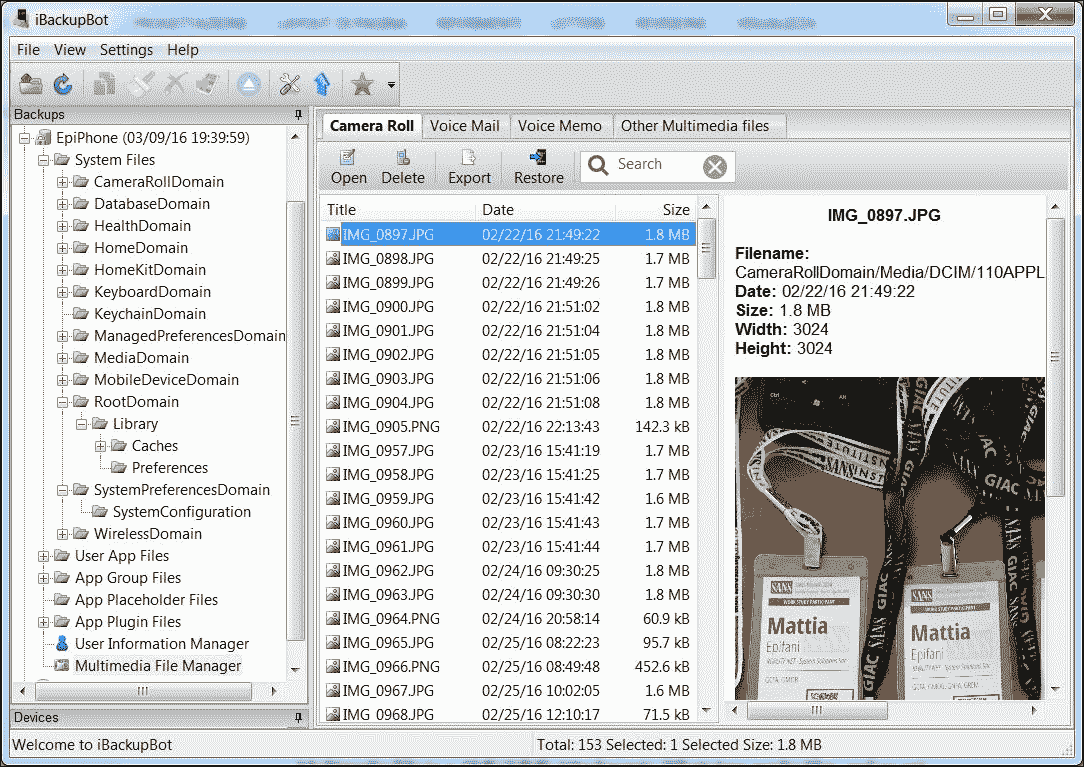 iBackupBot
File View Settings Help
Backups
EpiPhone (03/09/16 19:39:59)
System Files
CameraRollDomain
DatabaseDomain
HealthDomain
HomeDomain
HomeKitDomain
KeyboardDomain
KeychainDomain
ManagedPreferencesDomain
MediaDomain
MobileDeviceDomain
RootDomain
Library
Caches
Preferences
SystemPreferencesDomain
SystemConfiguration
WirelessDomain
User App Files
App Group Files
App Placeholder Files
App Plugin Files
User Information Manager
Multimedia File Manager
Devices
Camera Roll Voice Mail Voice Memo Other Multimedia files
Open Delete Export Restore Search
Title Date Size
IMG_0897.JPG 02/22/16 21:49:22 1.8 MB
IMG_0898.JPG 02/22/16 21:49:25 1.7 MB
IMG_0899.JPG 02/22/16 21:49:26 1.7 MB
IMG_0900.JPG 02/22/16 21:51:02 1.8 MB
IMG_0901.JPG 02/22/16 21:51:04 1.8 MB
IMG_0902.JPG 02/22/16 21:51:05 1.8 MB
IMG_0903.JPG 02/22/16 21:51:06 1.8 MB
IMG_0904.JPG 02/22/16 21:51:08 1.8 MB
IMG_0905.PNG 02/22/16 22:13:43 142.3 kB
IMG_0957.JPG 02/23/16 15:41:19 1.7 MB
IMG_0958.JPG 02/23/16 15:41:25 1.7 MB
IMG_0959.JPG 02/23/16 15:41:42 1.6 MB
IMG_0960.JPG 02/23/16 15:41:43 1.7 MB
IMG_0961.JPG 02/23/16 15:41:44 1.7 MB
IMG_0962.JPG 02/24/16 09:30:25 1.8 MB
IMG_0963.JPG 02/24/16 09:30:30 1.8 MB
IMG_0964.PNG 02/24/16 20:58:14 60.9 kB
IMG_0965.JPG 02/25/16 08:22:23 95.7 kB
IMG_0966.PNG 02/25/16 08:49:48 452.6 kB
IMG_0967.JPG 02/25/16 10:02:05 1.6 MB
IMG_0968.JPG 02/25/16 12:10:17 71.5 kB
IMG_0897.JPG
Filename:
CameraRollDomain/Media/DCIM/110APPL
Date: 02/22/16 21:49:22
Size: 1.8 MB
Width: 3024
Height: 3024
Ctrl Alt
INSTITUTE
SANS INSTITUTE
GIAC
SANS GIAC
SANS
WORK STUDY PARTICIPANT
Mattia
Epifani
SANS
WORK STUDY PARTICIPANT
Mattia
Epifani
Welcome to iBackupBot
Total: 153 Selected: 1 Selected Size: 1.8 MB